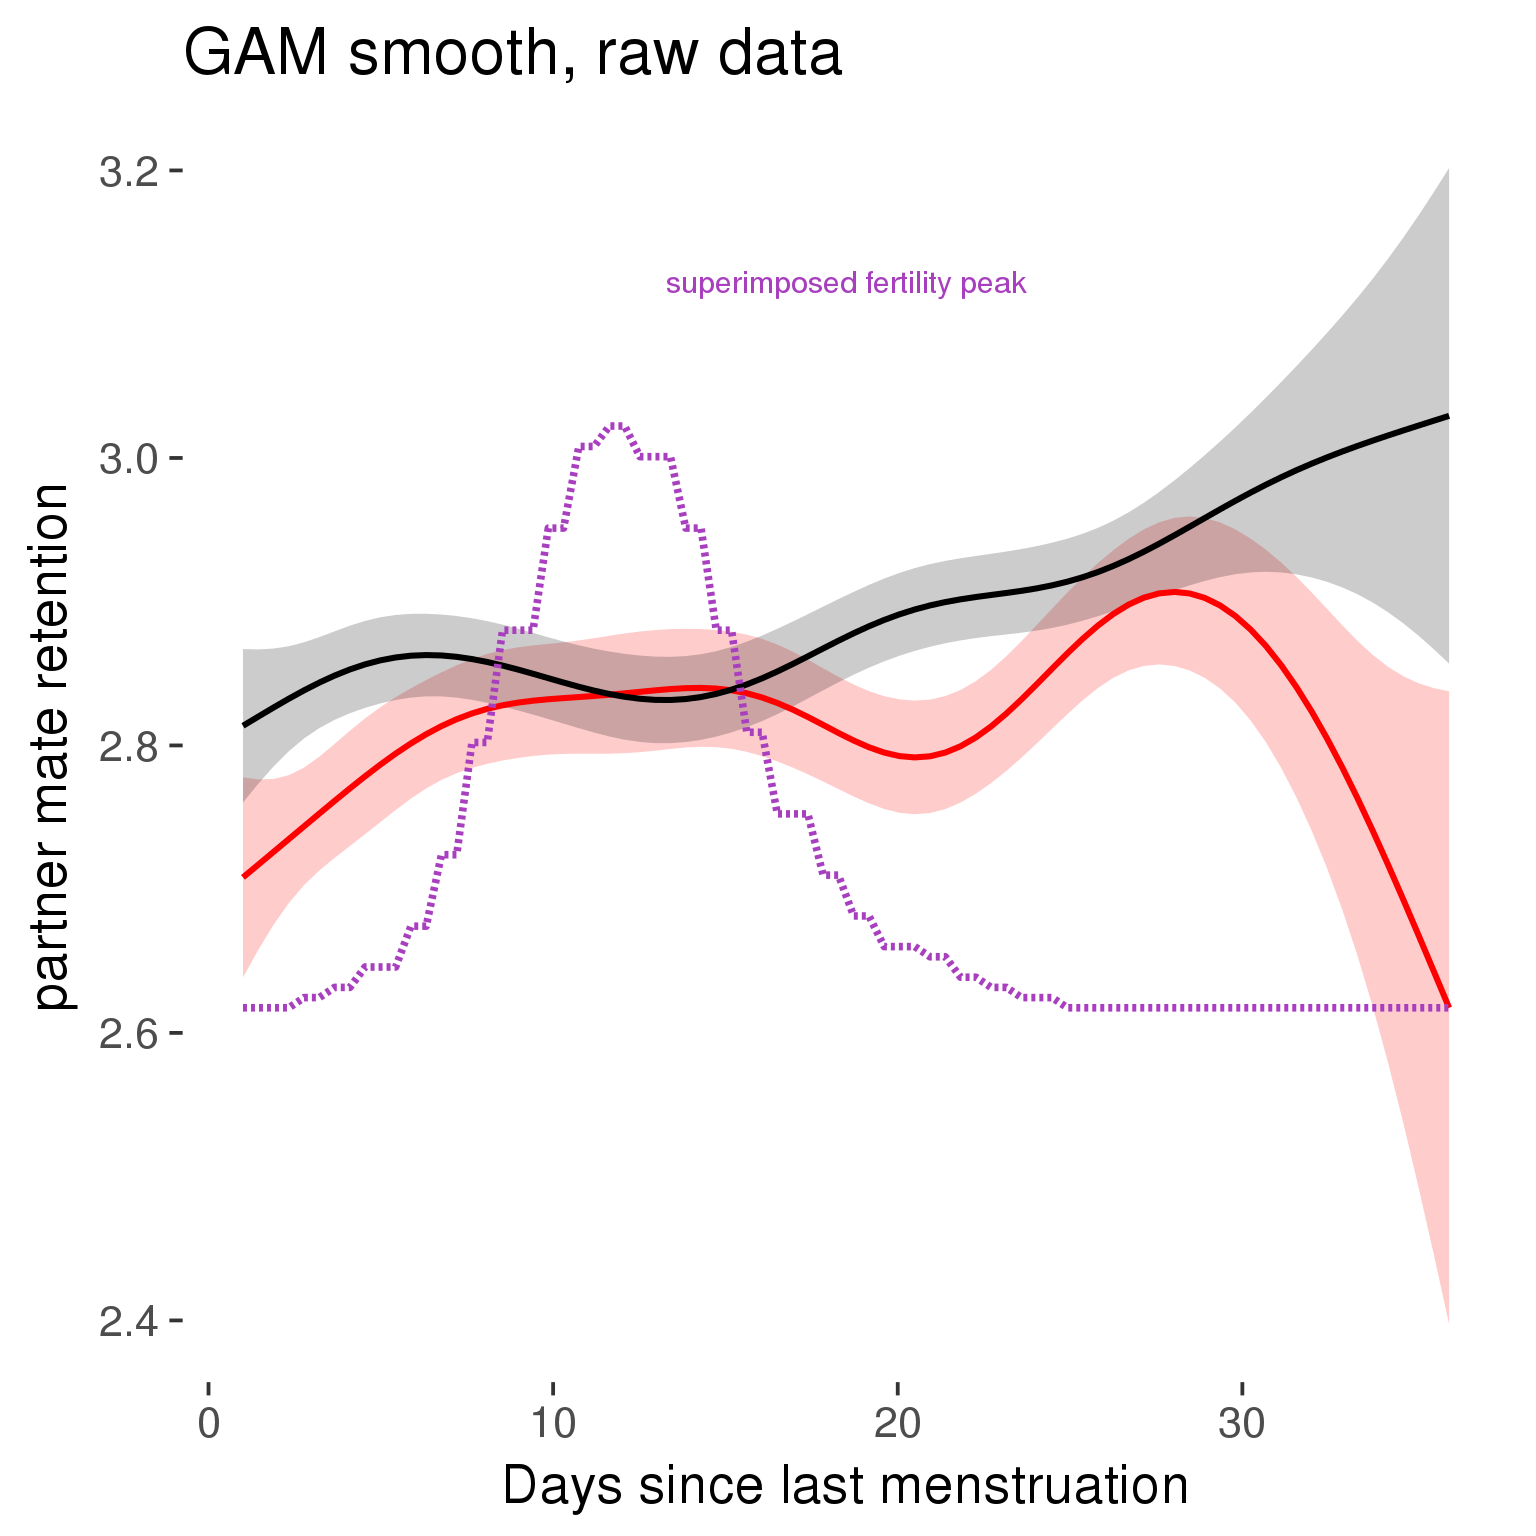 GAM smooth, raw data
3.2
superimposed fertility peak
3.0
2.8
2.6
2.4
partner mate retention
0 10 20 30
Days since last menstruation